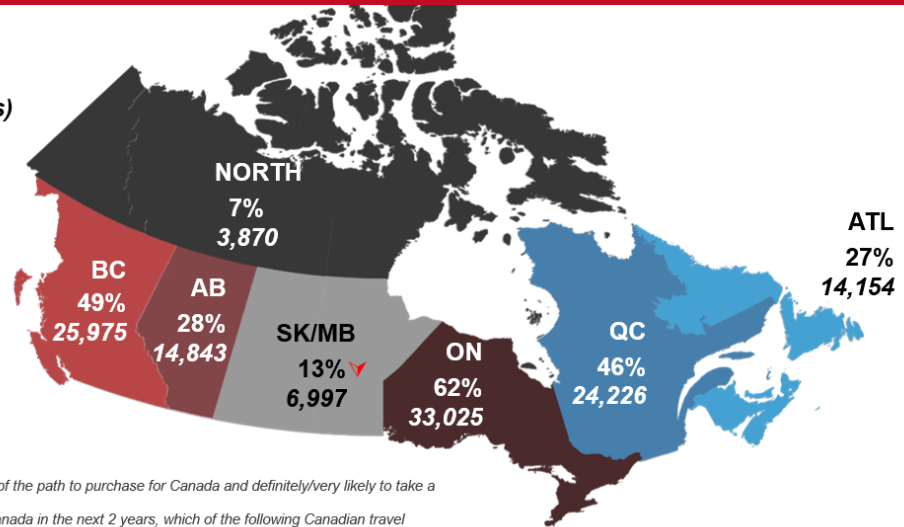 s)
NORTH
7%
3,870
BC
49%
25,975
AB
28%
14,843
SK/MB
13%
6,997
ON
62%
33,025
QC
46%
24,226
ATL
27%
14,154
of the path to purchase for Canada and definitely/very likely to take a
anada in the next 2 years, which of the following Canadian travel